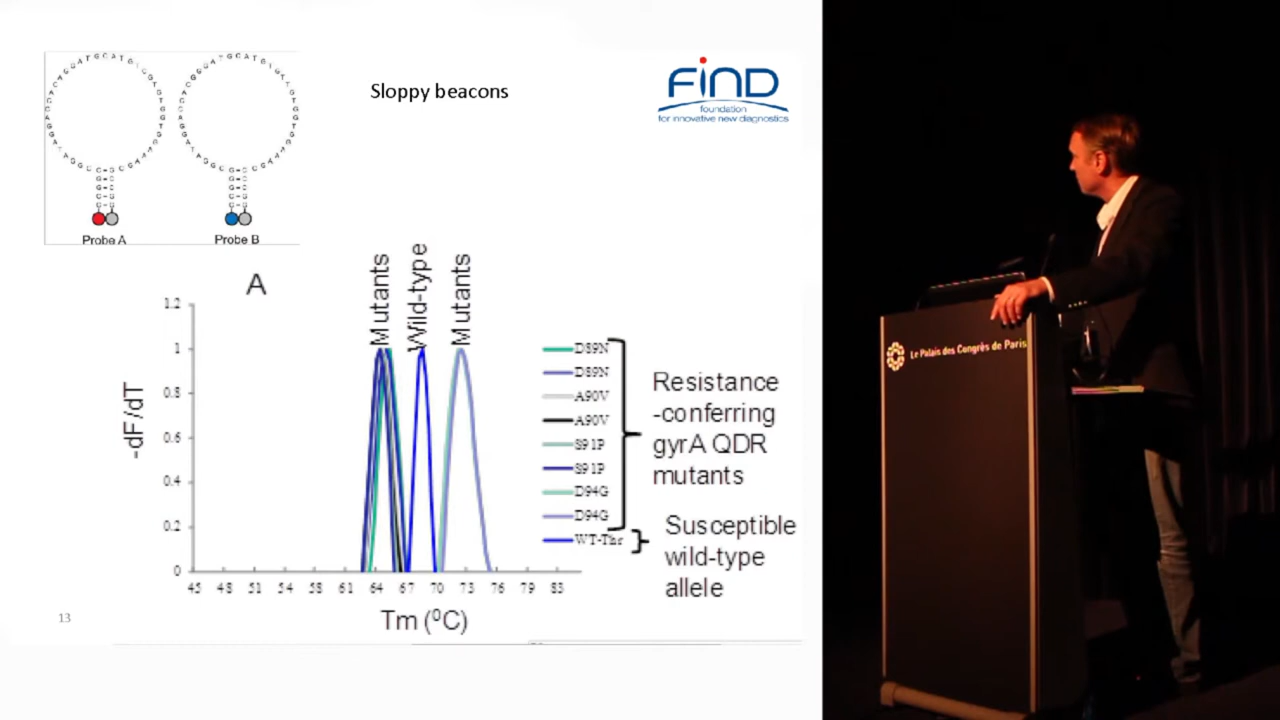 Sloppy beacons
FIND
foundation
for innovative new diagnostics
Probe A
Probe B
A
Mutants
Wild-type
Mutants
-dF/dT
1.2
1
0.8
0.6
0.4
0.2
0
45 48 51 54 58 61 64 67 70 73 76 79 83
Tm (⁰C)
D89N
D89N
A90V
A90V
S91P
S91P
D94G
D94G
WT-Thr
Resistance
-conferring
gyrA QDR
mutants
Susceptible
wild-type
allele
13
Le Palais des Congrès de Paris